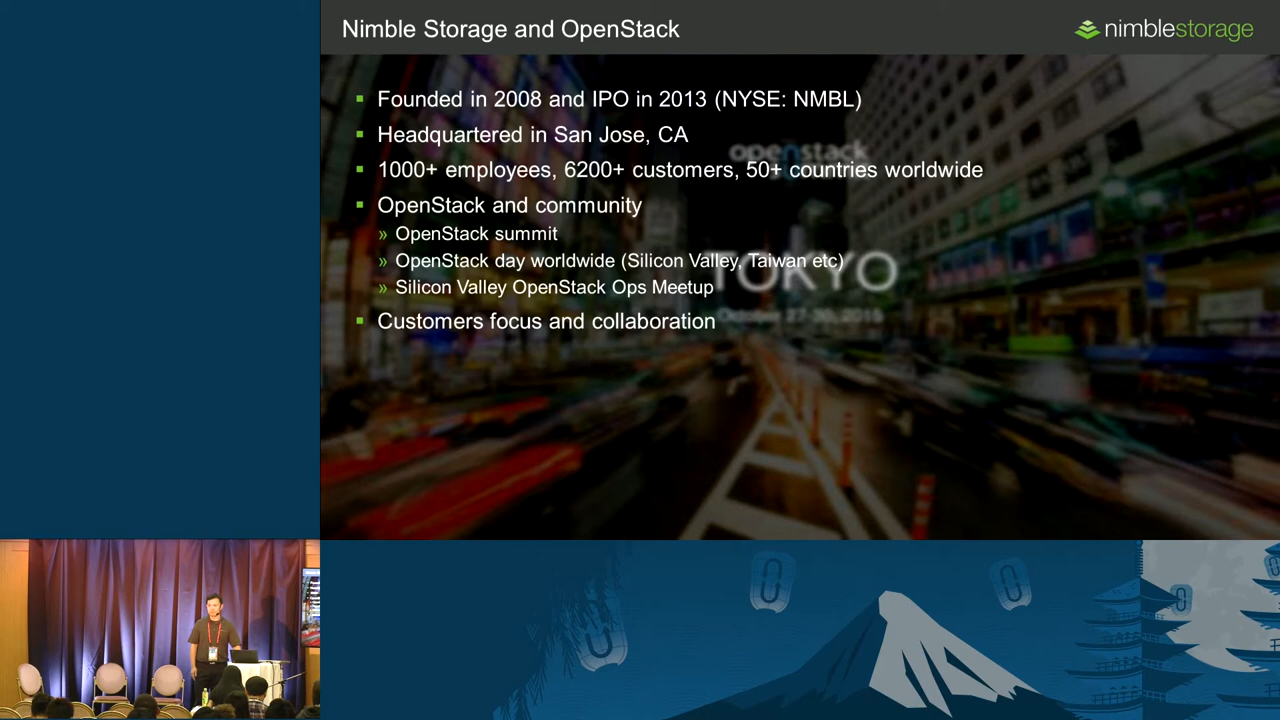 Nimble Storage and OpenStack
nimblestorage
Founded in 2008 and IPO in 2013 (NYSE: NMBL)
Headquartered in San Jose, CA
openstack
1000+ employees, 6200+ customers, 50+ countries worldwide
OpenStack and community
» OpenStack summit
» OpenStack day worldwide (Silicon Valley, Taiwan etc)
TOKYO
» Silicon Valley OpenStack Ops Meetup
Customers focus and collaboration